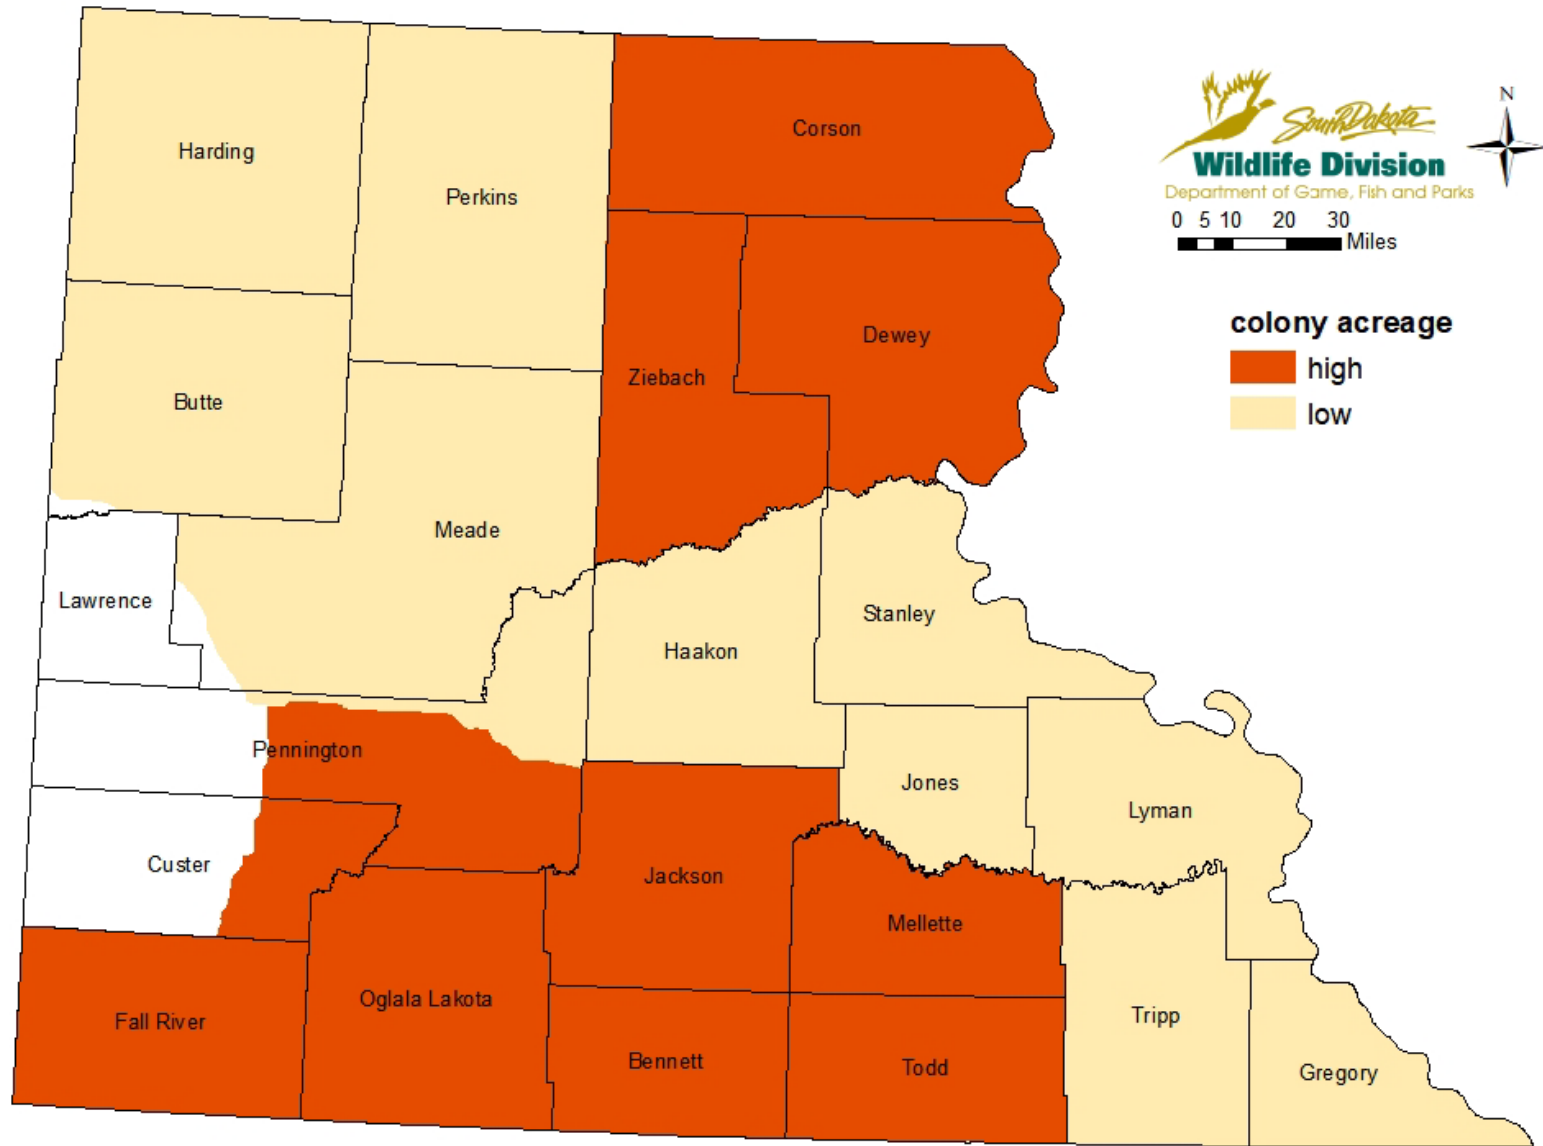 Harding
Perkins
Corson
N
South Dakota
Wildlife Division
Department of Game, Fish and Parks
0 5 10 20 30
Miles
Butte
Ziebach
Dewey
colony acreage
high
low
Meade
Lawrence
Haakon
Stanley
Pennington
Jones
Lyman
Custer
Jackson
Mellette
Fall River
Oglala Lakota
Bennett
Todd
Tripp
Gregory